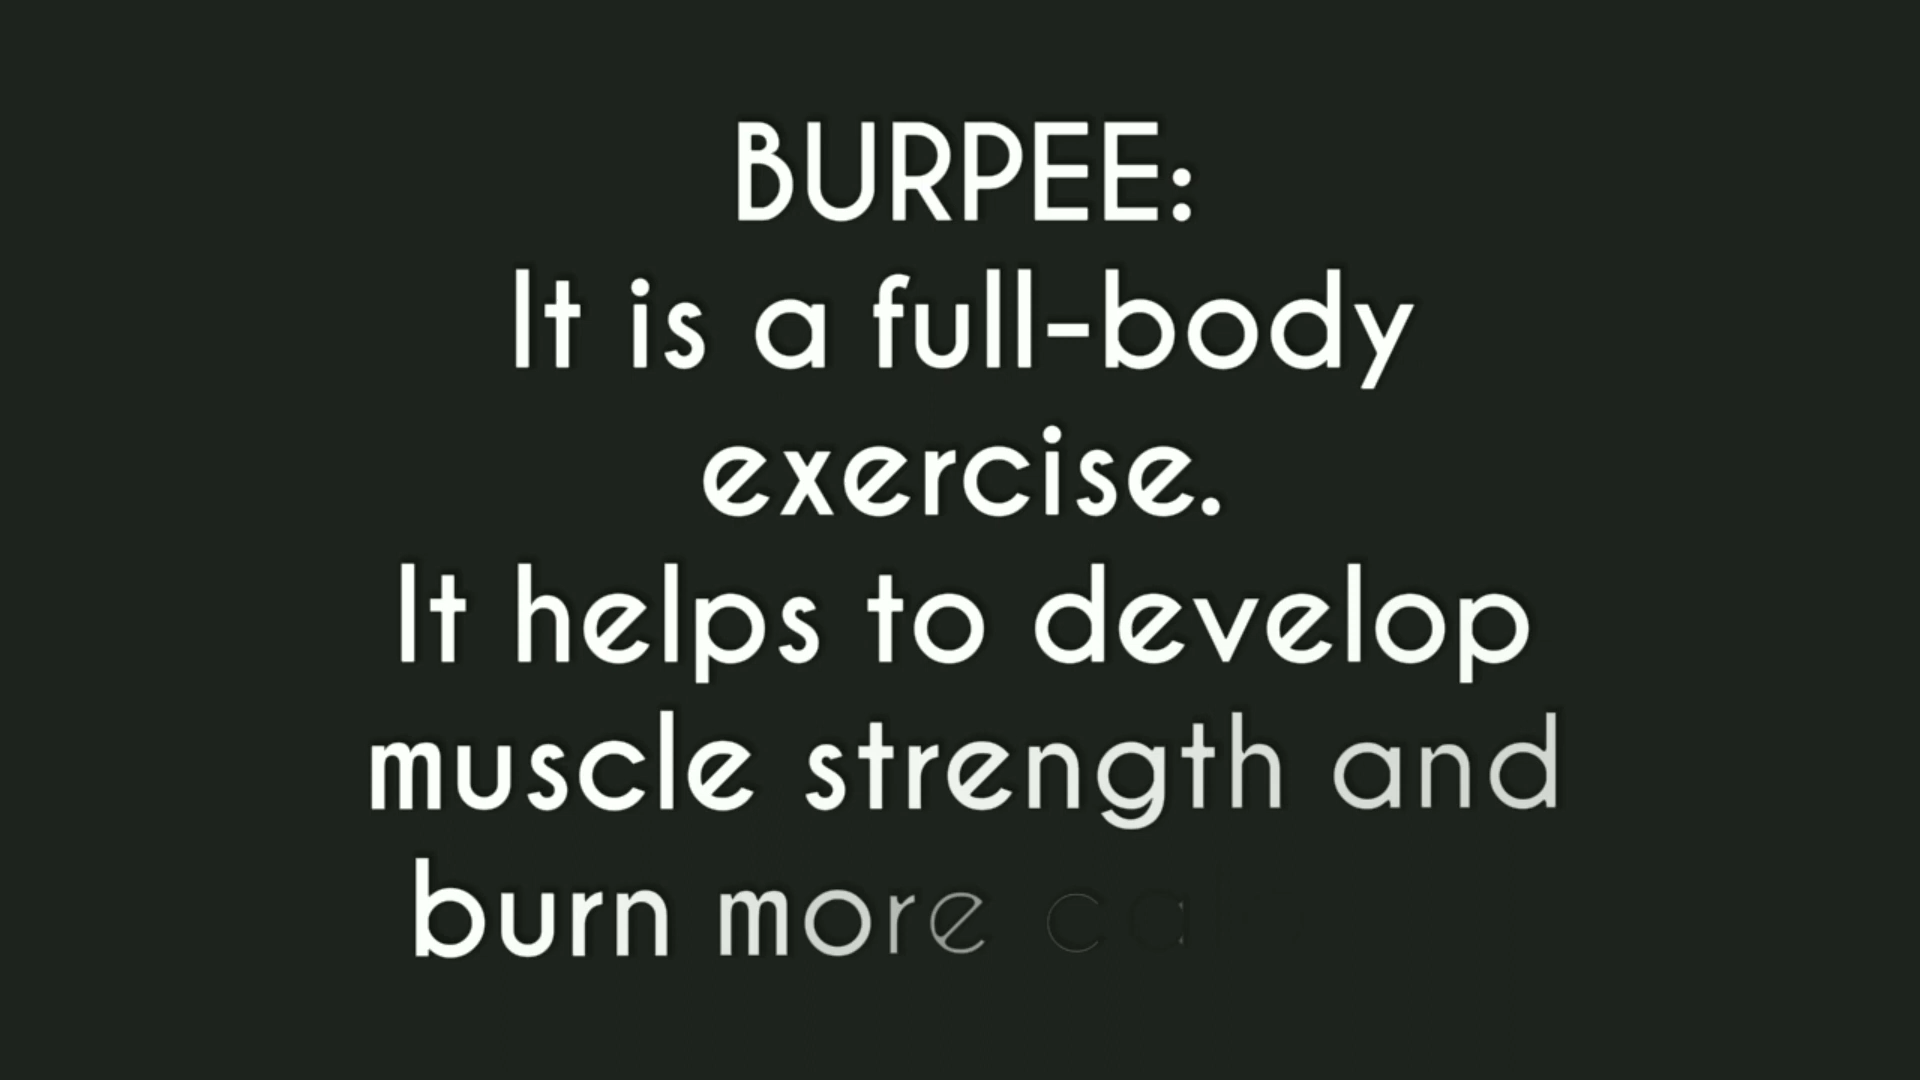 BURPEE:
It is a full-body
exercise.
It helps to develop
muscle strength and
burn more